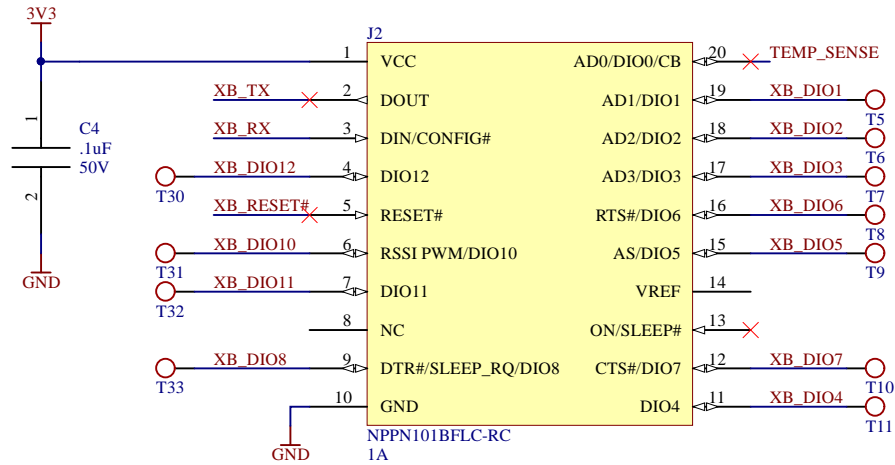 3V3
J2
1 VCC AD0/DIO0/CB 20 TEMP_SENSE
XB_TX 2 DOUT AD1/DIO1 19 XB_DIO1 T5
1 C4 .1uF 50V 2
XB_RX 3 DIN/CONFIG# AD2/DIO2 18 XB_DIO2 T6
T30 XB_DIO12 4 DIO12 AD3/DIO3 17 XB_DIO3 T7
XB_RESET# 5 RESET# RTS#/DIO6 16 XB_DIO6 T8
T31 XB_DIO10 6 RSSI PWM/DIO10 AS/DIO5 15 XB_DIO5 T9
GND
T32 XB_DIO11 7 DIO11 VREF 14
8 NC ON/SLEEP# 13
T33 XB_DIO8 9 DTR#/SLEEP_RQ/DIO8 CTS#/DIO7 12 XB_DIO7 T10
10 GND DIO4 11 XB_DIO4 T11
GND
NPPN101BFLC-RC
1A